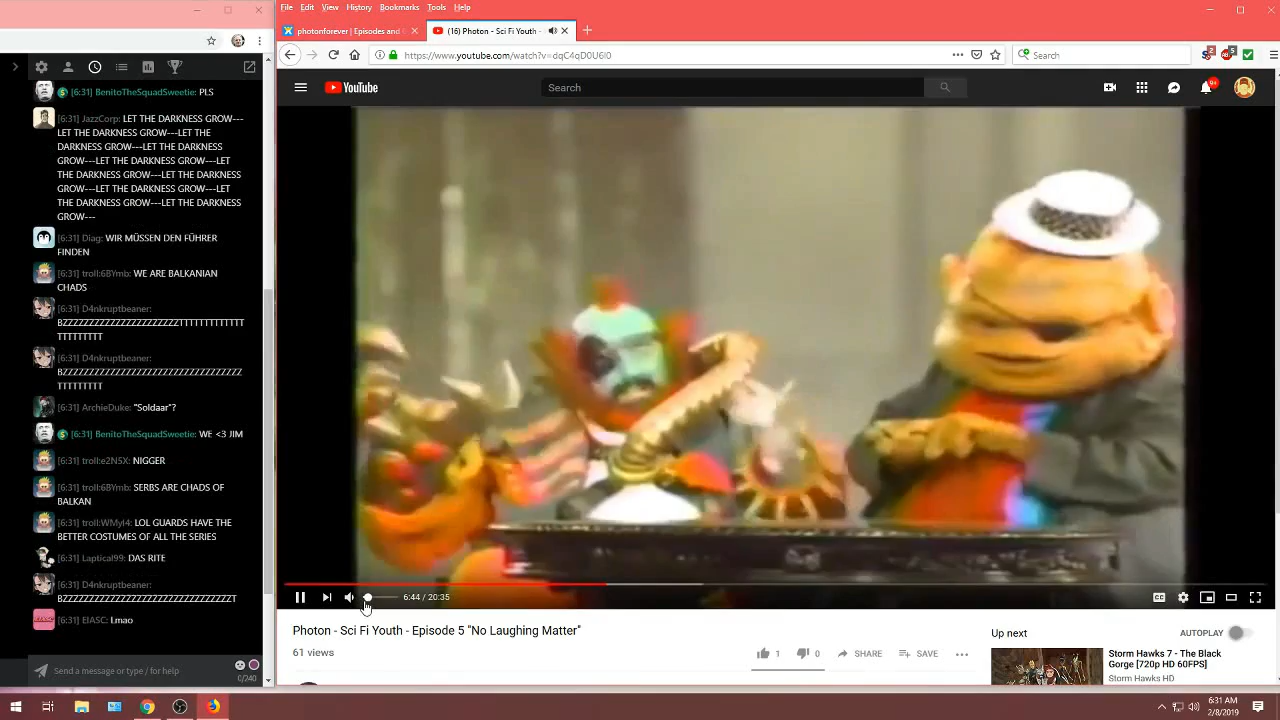 File Edit View History Bookmarks Tools Help
photonforever | Episodes and
(16) Photon - Sci Fi Youth -
https://www.youtube.com/watch?v=dqC4qD0U6I0
Search
2
5
YouTube
Search
9+
[6:31] BenitoTheSquadSweetie: PLS
[6:31] JazzCorp: LET THE DARKNESS GROW---
LET THE DARKNESS GROW---LET THE
DARKNESS GROW---LET THE DARKNESS
GROW---LET THE DARKNESS GROW---LET
THE DARKNESS GROW---LET THE DARKNESS
GROW---LET THE DARKNESS GROW---LET
THE DARKNESS GROW---LET THE DARKNESS
GROW---
[6:31] Diag: WIR MÜSSEN DEN FÜHRER
FINDEN
[6:31] troll:6BYmb: WE ARE BALKANIAN
CHADS
[6:31] D4nkruptbeaner:
BZZZZZZZZZZZZZZZZZZZZZZTTTTTTTTTTTTT
TTTTTTTTT
[6:31] D4nkruptbeaner:
BZZZZZZZZZZZZZZZZZZZZZZZZZZZZZZZZZZZ
TTTTTTTTT
[6:31] ArchieDuke: "Soldaar"?
[6:31] BenitoTheSquadSweetie: WE <3 JIM
[6:31] troll:e2N5X: NIGGER
[6:31] troll:6BYmb: SERBS ARE CHADS OF
BALKAN
[6:31] troll:WMyI4: LOL GUARDS HAVE THE
BETTER COSTUMES OF ALL THE SERIES
[6:31] Laptical99: DAS RITE
[6:31] D4nkruptbeaner:
BZZZZZZZZZZZZZZZZZZZZZZZZZZZZZZZZZT
[6:31] EIASC: Lmao
Send a message or type / for help
0/240
6:44 / 20:35
Photon - Sci Fi Youth - Episode 5 "No Laughing Matter"
61 views
1
0
SHARE
SAVE
Up next
AUTOPLAY
Storm Hawks 7 - The Black
Gorge [720p HD 60FPS]
Storm Hawks HD
6:31 AM
2/8/2019